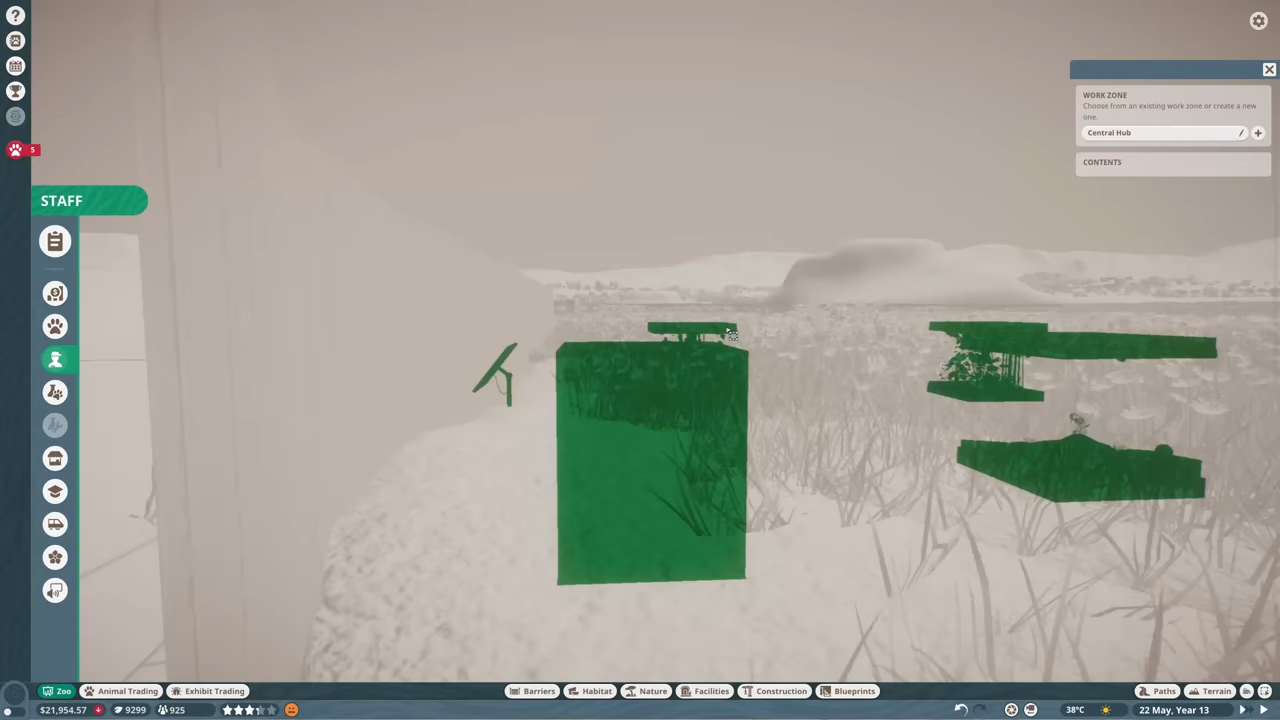 ?
5
STAFF
WORK ZONE
Choose from an existing work zone or create a new
one.
Central Hub
CONTENTS
Zoo Animal Trading Exhibit Trading Barriers Habitat Nature Facilities Construction Blueprints Paths Terrain
$21,954.57 9299 925 38°C 22 May, Year 13